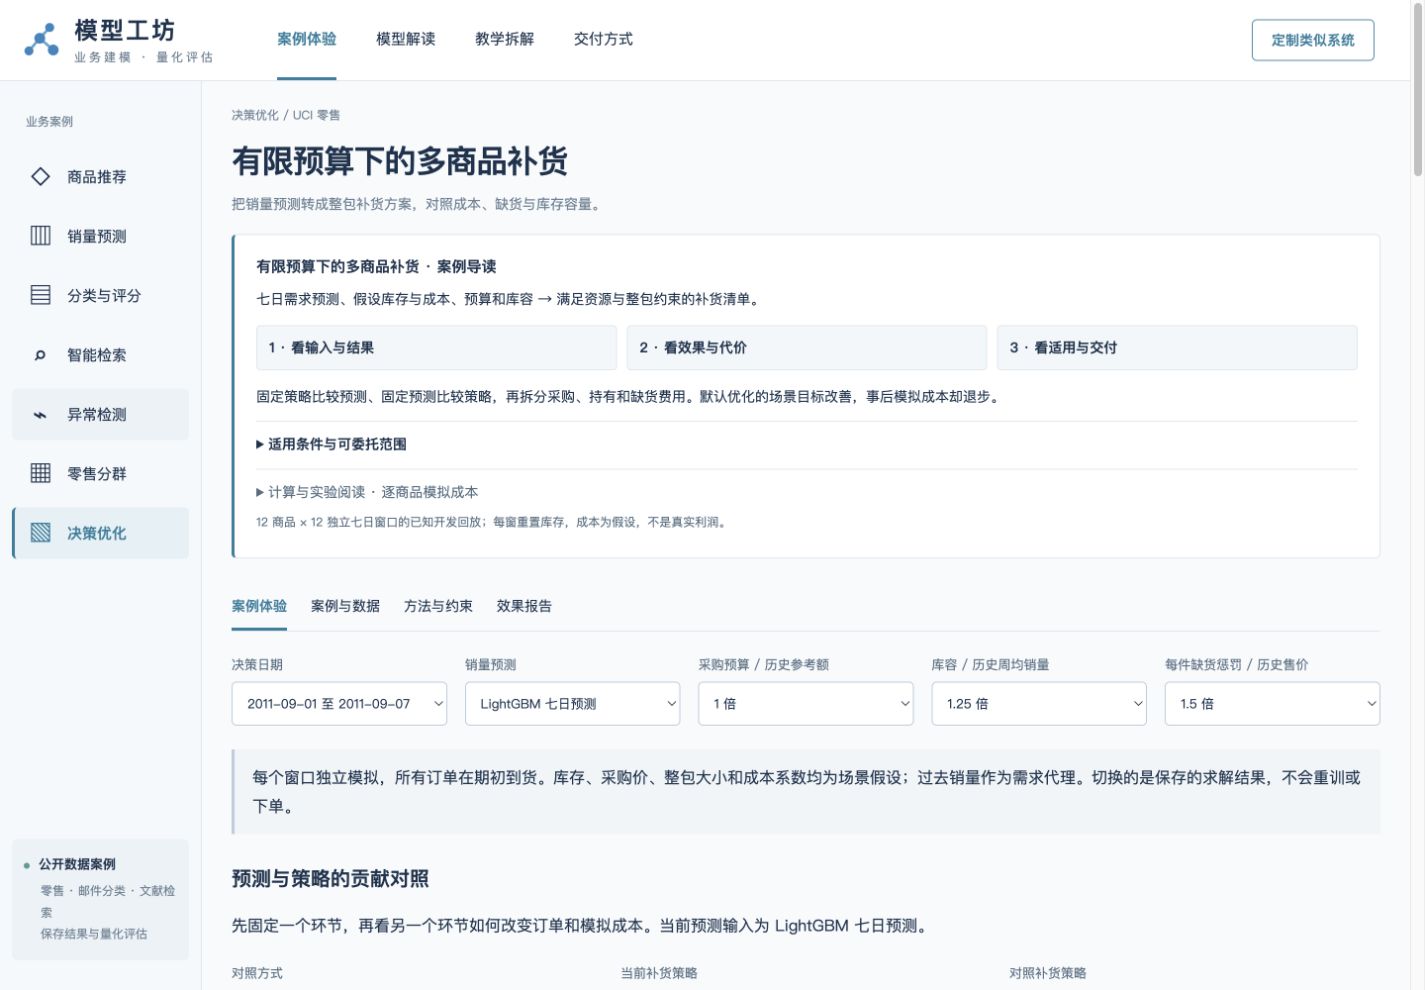 模型工坊
业务建模 · 量化评估
案例体验
模型解读
教学拆解
交付方式
定制类似系统
业务案例
商品推荐
销量预测
分类与评分
智能检索
异常检测
零售分群
决策优化
公开数据案例
零售 · 邮件分类 · 文献检
索
保存结果与量化评估
决策优化 / UCI 零售
有限预算下的多商品补货
把销量预测转成整包补货方案，对照成本、缺货与库存容量。
有限预算下的多商品补货 · 案例导读
七日需求预测、假设库存与成本、预算和库容 → 满足资源与整包约束的补货清单。
1 · 看输入与结果
2 · 看效果与代价
3 · 看适用与交付
固定策略比较预测、固定预测比较策略，再拆分采购、持有和缺货费用。默认优化的场景目标改善，事后模拟成本却退步。
▶ 适用条件与可委托范围
▶ 计算与实验阅读 · 逐商品模拟成本
12 商品 × 12 独立七日窗口的已知开发回放；每窗重置库存，成本为假设，不是真实利润。
案例体验
案例与数据
方法与约束
效果报告
决策日期
销量预测
采购预算 / 历史参考额
库容 / 历史周均销量
每件缺货惩罚 / 历史售价
2011-09-01 至 2011-09-07
LightGBM 七日预测
1 倍
1.25 倍
1.5 倍
每个窗口独立模拟，所有订单在期初到货。库存、采购价、整包大小和成本系数均为场景假设；过去销量作为需求代理。切换的是保存的求解结果，不会重训或
下单。
预测与策略的贡献对照
先固定一个环节，再看另一个环节如何改变订单和模拟成本。当前预测输入为 LightGBM 七日预测。
对照方式
当前补货策略
对照补货策略